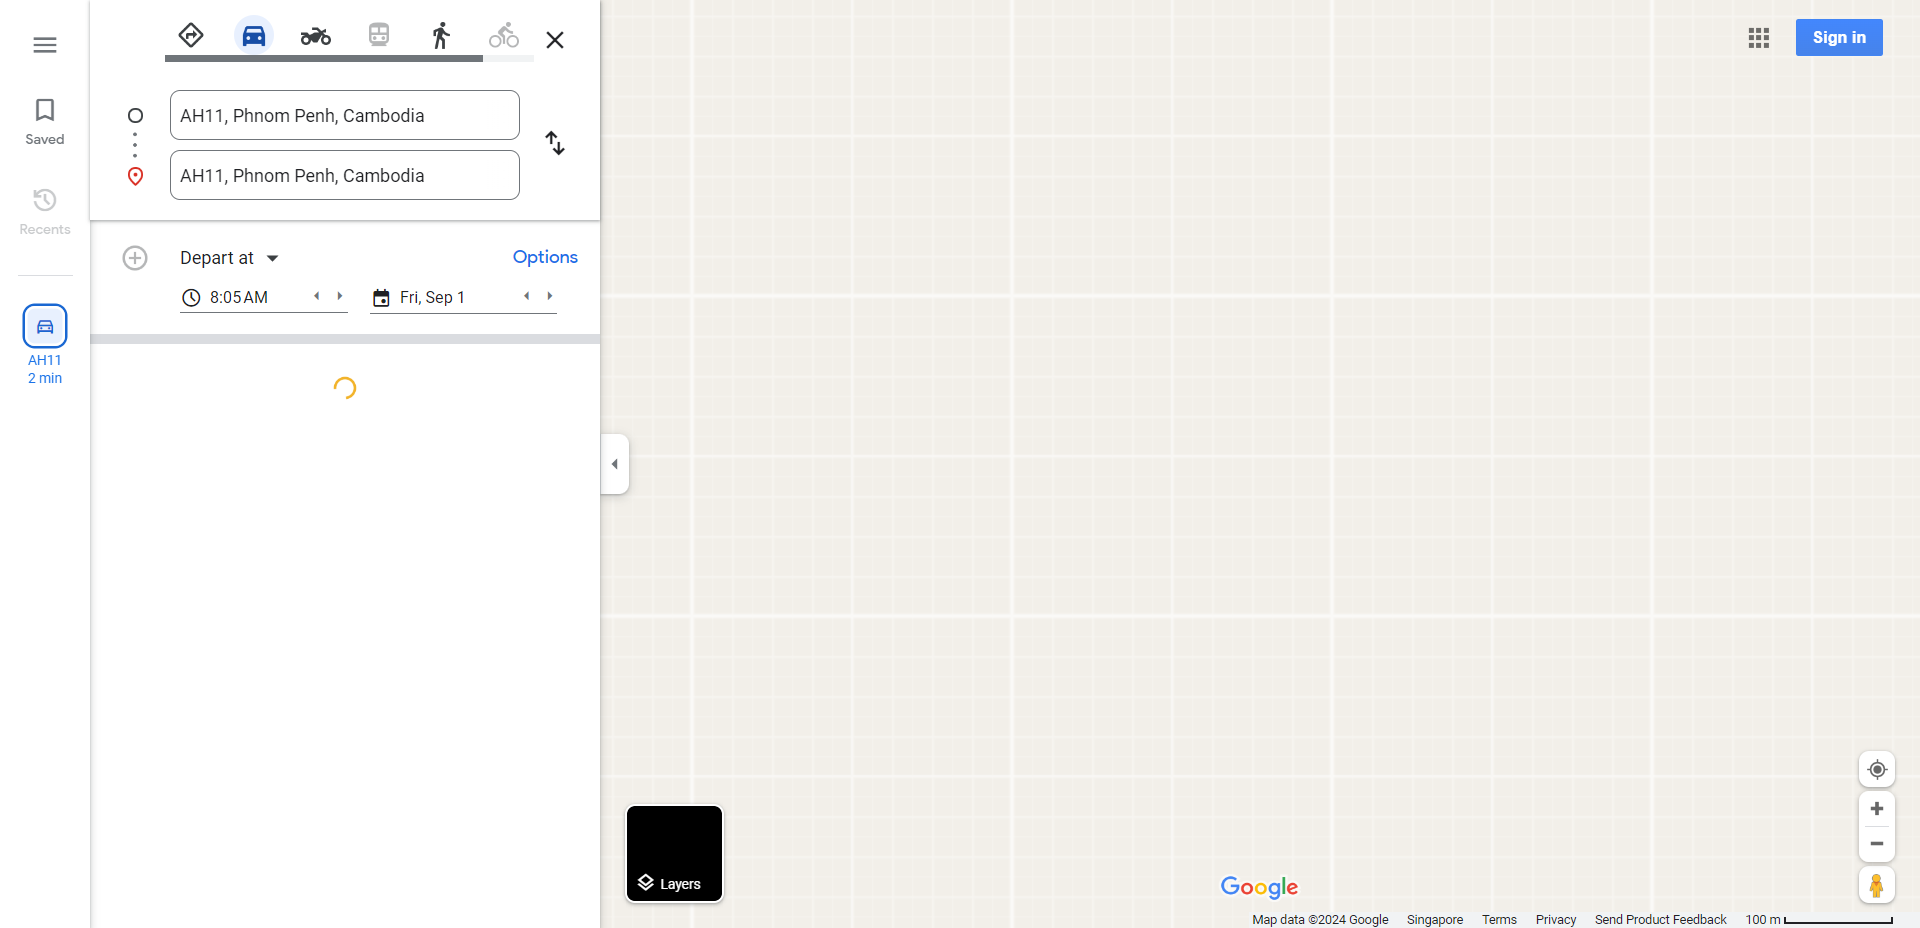 Saved
Recents
AH11
2 min
AH11, Phnom Penh, Cambodia
AH11, Phnom Penh, Cambodia
Depart at
Options
8:05 AM
Fri, Sep 1
Sign in
Layers
Google
Map data ©2024 Google
Singapore
Terms
Privacy
Send Product Feedback
100 m